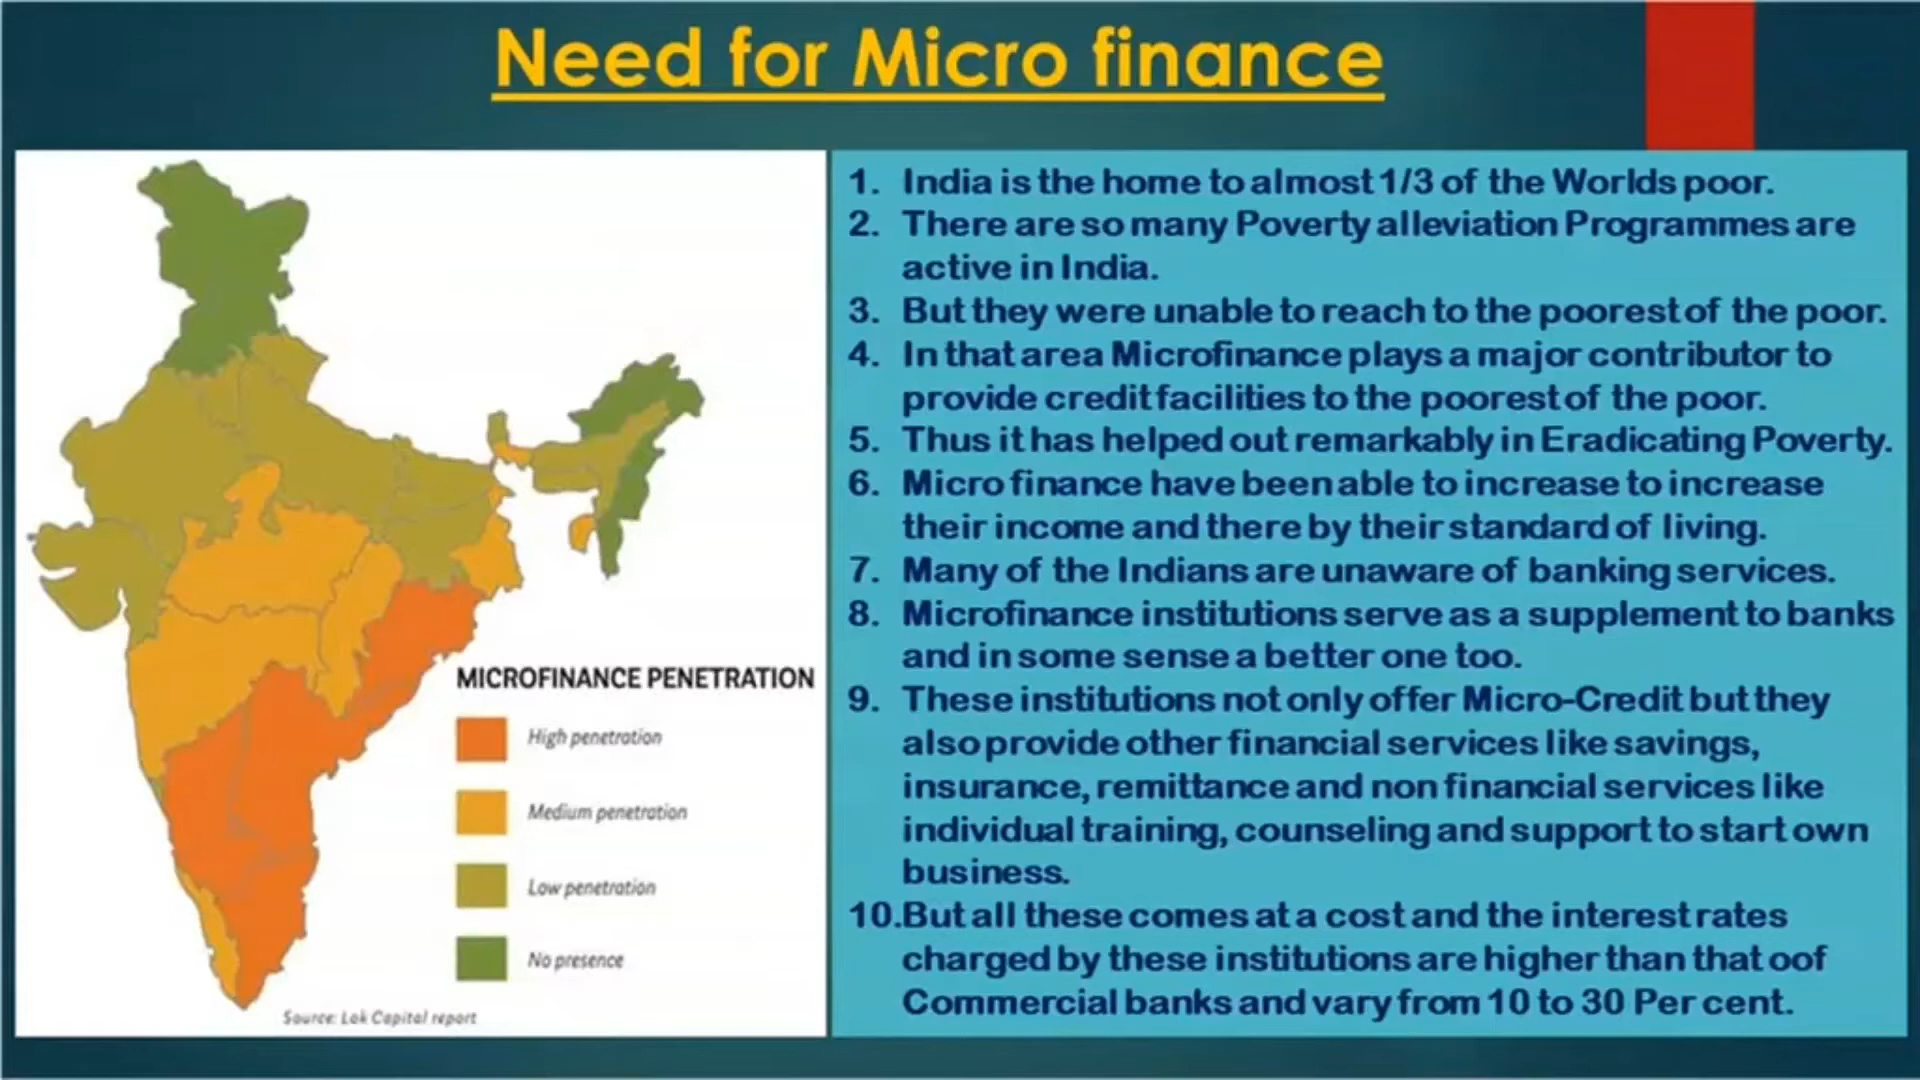 Need for Micro finance
1. India is the home to almost 1/3 of the Worlds poor.
2. There are so many Poverty alleviation Programmes are
active in India.
3. But they were unable to reach to the poorest of the poor.
4. In that area Microfinance plays a major contributor to
provide credit facilities to the poorest of the poor.
5. Thus it has helped out remarkably in Eradicating Poverty.
6. Micro finance have been able to increase to increase
their income and there by their standard of living.
7. Many of the Indians are unaware of banking services.
8. Microfinance institutions serve as a supplement to banks
and in some sense a better one too.
9. These institutions not only offer Micro-Credit but they
also provide other financial services like savings,
insurance, remittance and non financial services like
individual training, counseling and support to start own
business.
10. But all these comes at a cost and the interest rates
charged by these institutions are higher than that oof
Commercial banks and vary from 10 to 30 Per cent.
MICROFINANCE PENETRATION
High penetration
Medium penetration
Low penetration
No presence
Source: Lok Capital report